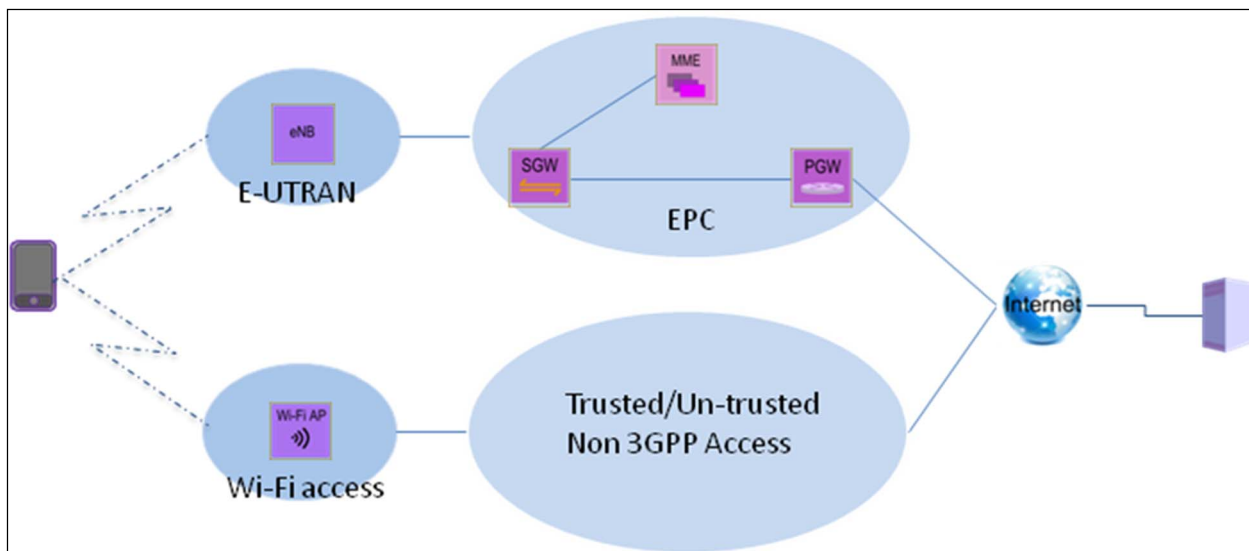 MME
eNB
SGW
PGW
E-UTRAN
EPC
Internet
Wi-Fi AP
Trusted/Un-trusted
Non 3GPP Access
Wi-Fi access